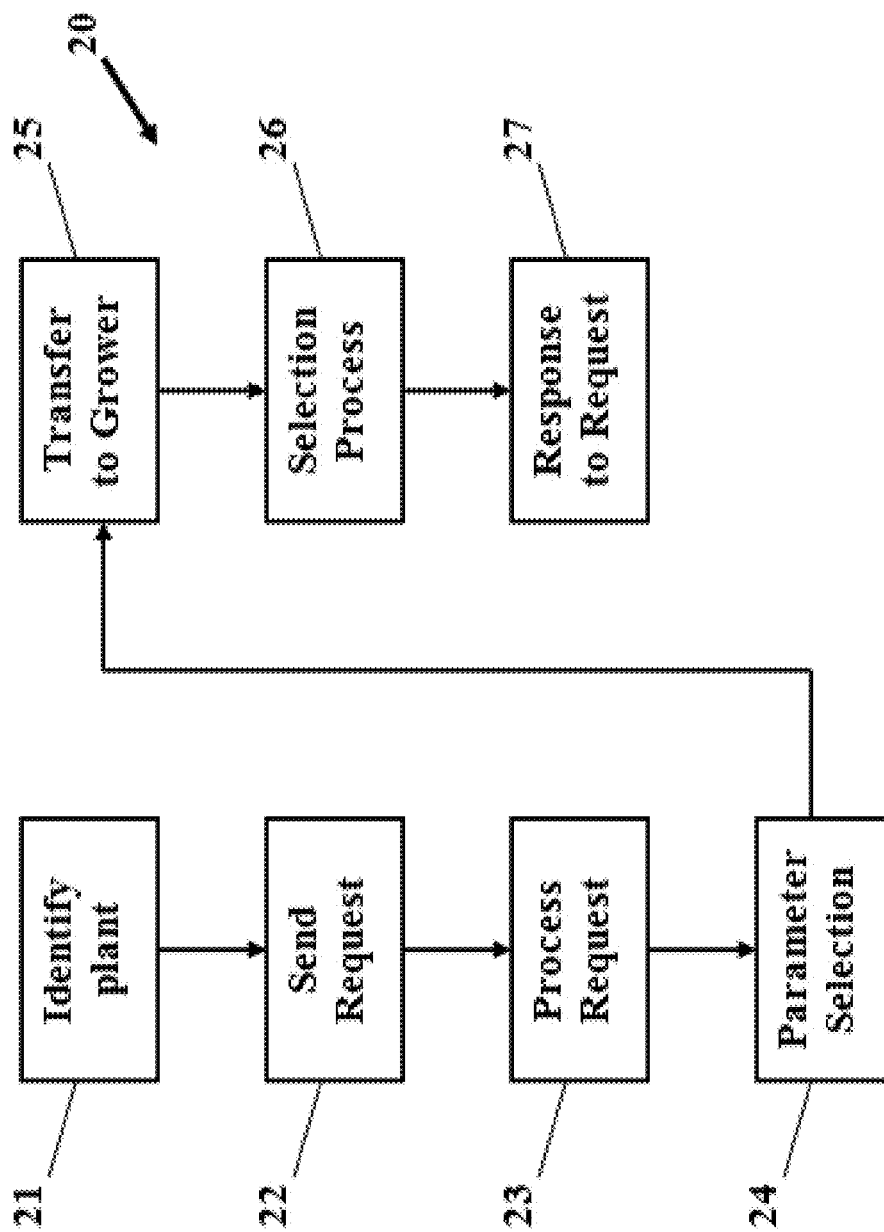 20
21
Identify
plant
22
Send
Request
23
Process
Request
24
Parameter
Selection
25
Transfer
to Grower
26
Selection
Process
27
Response
to Request